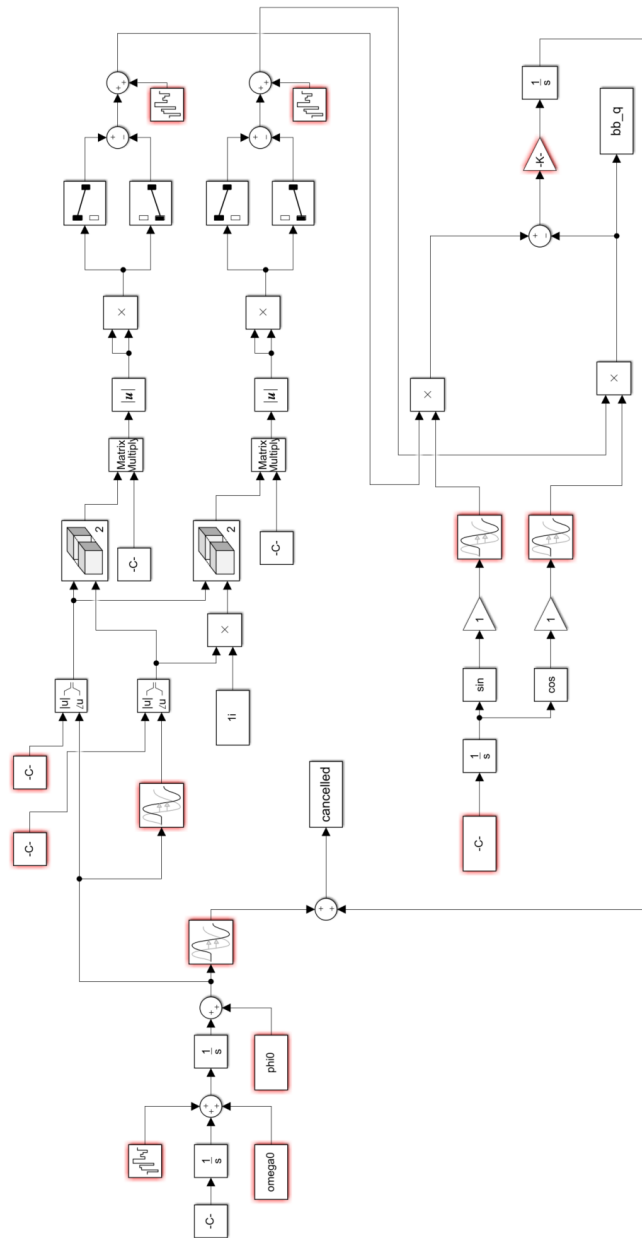 -C-
-C-
|u|
∠u
2
Matrix
Multiply
|u|
×
+
−
+
+
-C-
|u|
∠u
-C-
1
s
+
+
+
1
s
+
+
1i
×
2
Matrix
Multiply
|u|
×
+
−
+
+
-C-
omega0
phi0
+
+
cancelled
-C-
1
s
sin
1
×
cos
1
×
+
−
-K-
1
s
bb_q